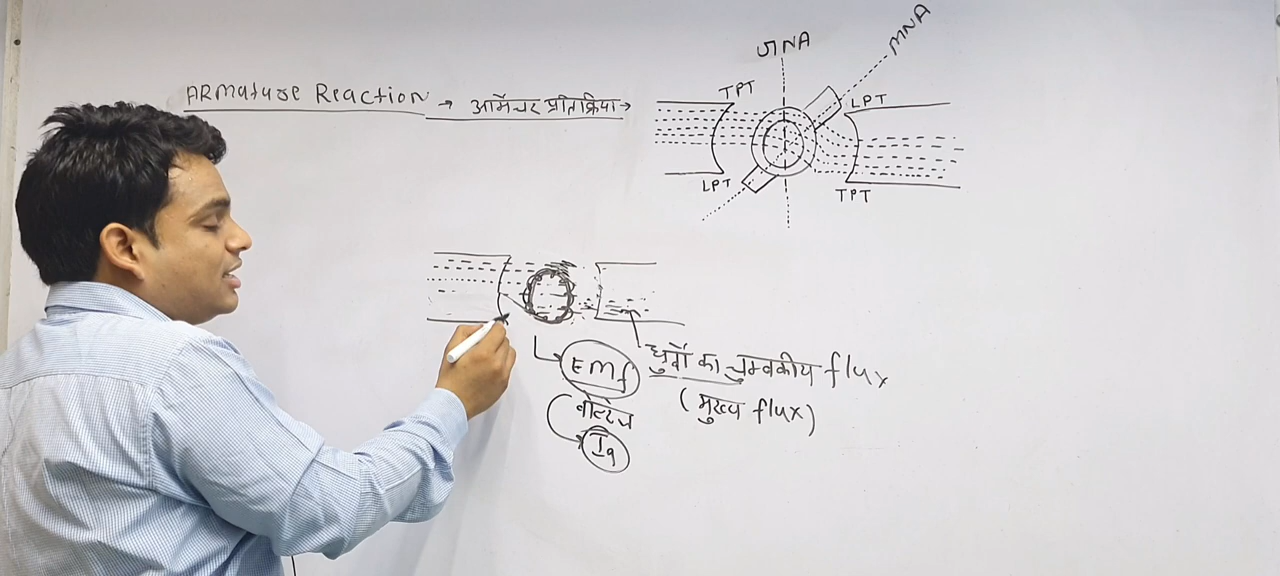 ARmature Reaction → आर्मेचर प्रतिक्रिया →
GNA
MNA
TPT
LPT
LPT
TPT
EMf
ध्रुवों का चुम्बकीय flux
वोल्टेज
(मुख्य flux)
Ia